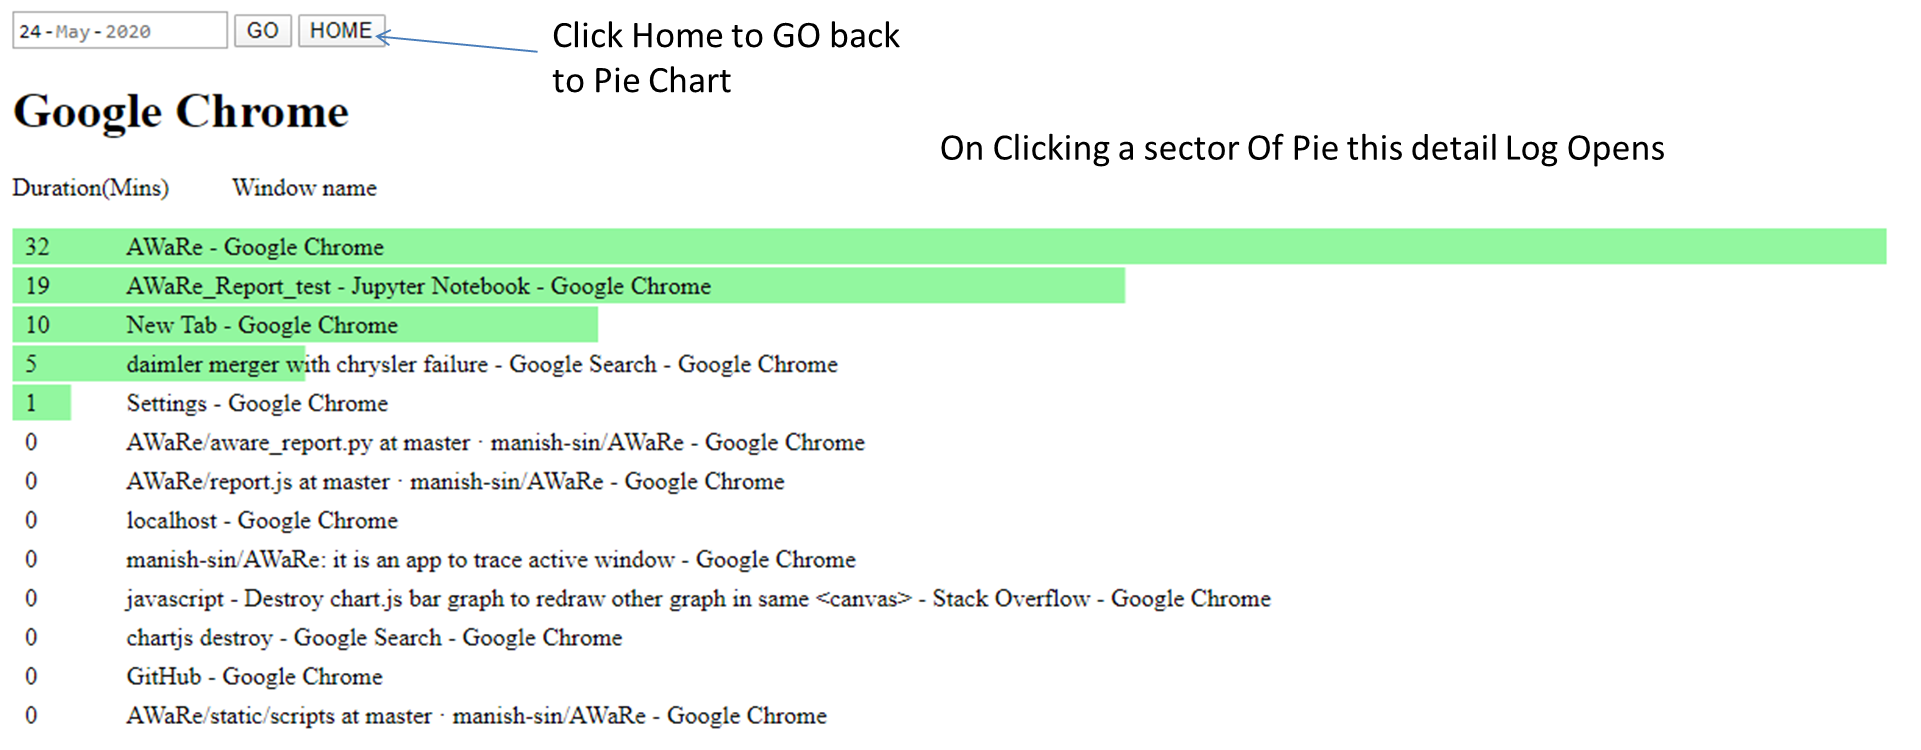 24-May-2020 GO HOME
Click Home to GO back
to Pie Chart
Google Chrome
On Clicking a sector Of Pie this detail Log Opens
Duration(Mins) Window name
32 AWaRe - Google Chrome
19 AWaRe_Report_test - Jupyter Notebook - Google Chrome
10 New Tab - Google Chrome
5 daimler merger with chrysler failure - Google Search - Google Chrome
1 Settings - Google Chrome
0 AWaRe/aware_report.py at master · manish-sin/AWaRe - Google Chrome
0 AWaRe/report.js at master · manish-sin/AWaRe - Google Chrome
0 localhost - Google Chrome
0 manish-sin/AWaRe: it is an app to trace active window - Google Chrome
0 javascript - Destroy chart.js bar graph to redraw other graph in same <canvas> - Stack Overflow - Google Chrome
0 chartjs destroy - Google Search - Google Chrome
0 GitHub - Google Chrome
0 AWaRe/static/scripts at master · manish-sin/AWaRe - Google Chrome